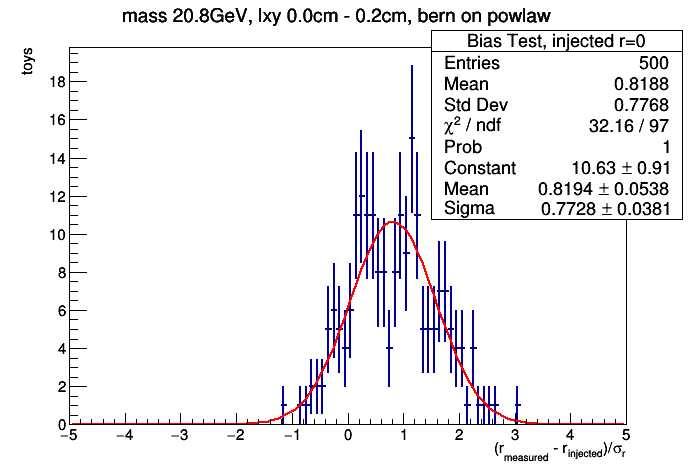 mass 20.8GeV, lxy 0.0cm - 0.2cm, bern on powlaw
Bias Test, injected r=0
Entries 500
Mean 0.8188
Std Dev 0.7768
χ² / ndf 32.16 / 97
Prob 1
Constant 10.63 ± 0.91
Mean 0.8194 ± 0.0538
Sigma 0.7728 ± 0.0381
toys
18
16
14
12
10
8
6
4
2
0
−5 −4 −3 −2 −1 0 1 2 3 4 5
(r_measured - r_injected)/σ_r